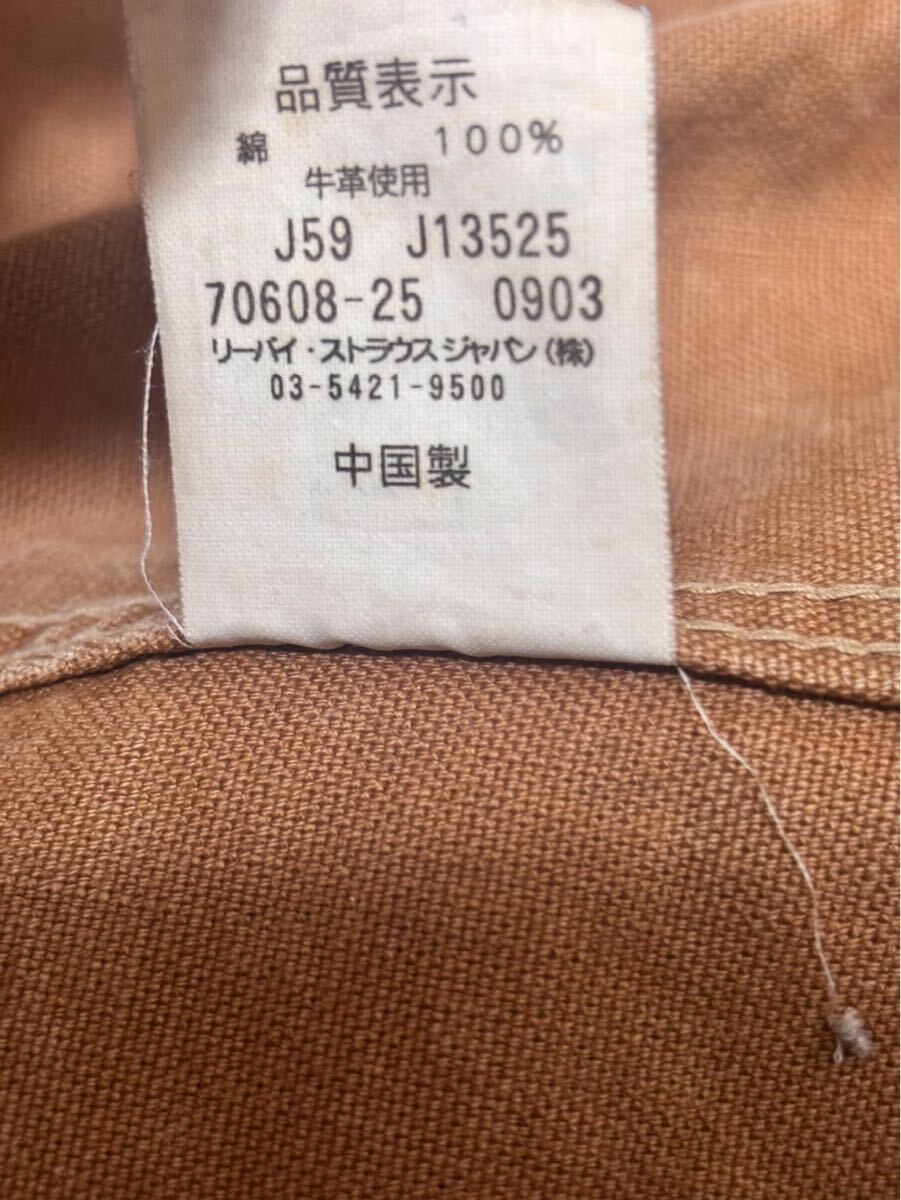 品質表示
綿 100%
牛革使用
J59 J13525
70608-25 0903
リーバイ・ストラウスジャパン(株)
03-5421-9500
中国製